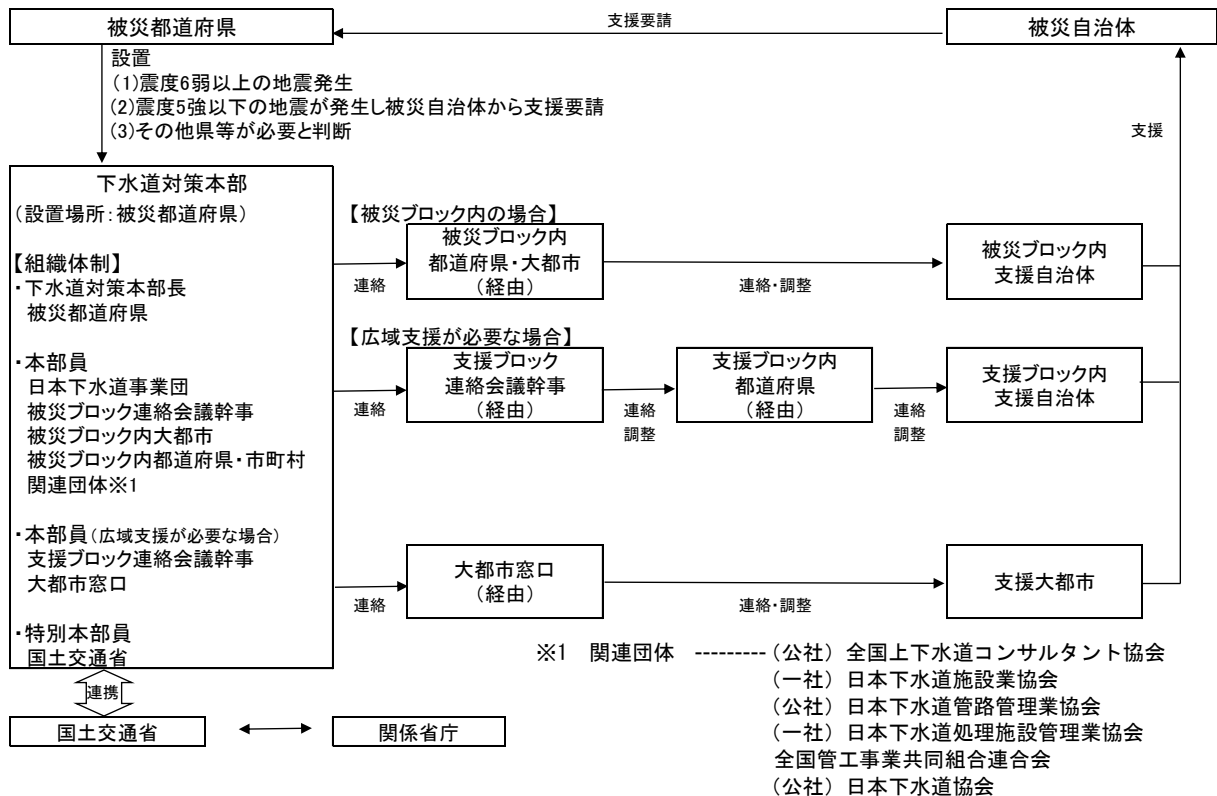 被災都道府県
支援要請
被災自治体
設置
(1)震度6弱以上の地震発生
(2)震度5強以下の地震が発生し被災自治体から支援要請
(3)その他県等が必要と判断
支援
下水道対策本部
(設置場所:被災都道府県)
【組織体制】
・下水道対策本部長
被災都道府県
・本部員
日本下水道事業団
被災ブロック連絡会議幹事
被災ブロック内大都市
被災ブロック内都道府県・市町村
関連団体※1
・本部員(広域支援が必要な場合)
支援ブロック連絡会議幹事
大都市窓口
・特別本部員
国土交通省
【被災ブロック内の場合】
連絡
被災ブロック内
都道府県・大都市
(経由)
連絡・調整
被災ブロック内
支援自治体
【広域支援が必要な場合】
連絡
支援ブロック
連絡会議幹事
(経由)
連絡
調整
支援ブロック内
都道府県
(経由)
連絡
調整
支援ブロック内
支援自治体
連絡
大都市窓口
(経由)
連絡・調整
支援大都市
連携
国土交通省
関係省庁
※1 関連団体 ---------(公社)全国上下水道コンサルタント協会
(一社)日本下水道施設業協会
(公社)日本下水道管路管理業協会
(一社)日本下水道処理施設管理業協会
全国管工事業共同組合連合会
(公社)日本下水道協会